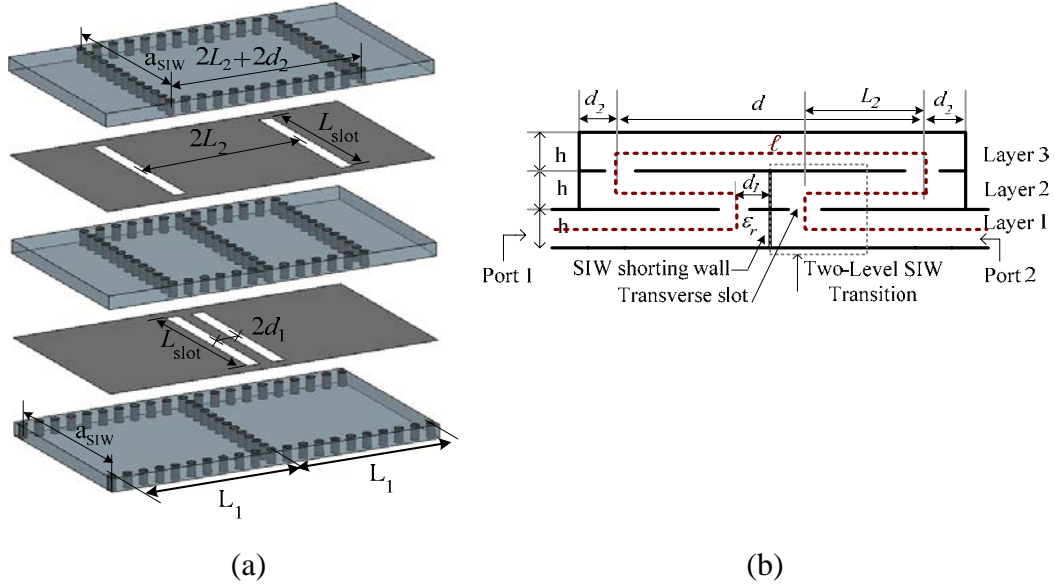 a_SIW
2L_2+2d_2
2L_2
L_slot
L_slot
2d_1
a_SIW
L_1
L_1
(a)
d_2 d L_2 d_2
ℓ
h Layer 3
h d_1 Layer 2
h ε_r Layer 1
Port 1 SIW shorting wall Two-Level SIW Port 2
Transverse slot Transition
(b)